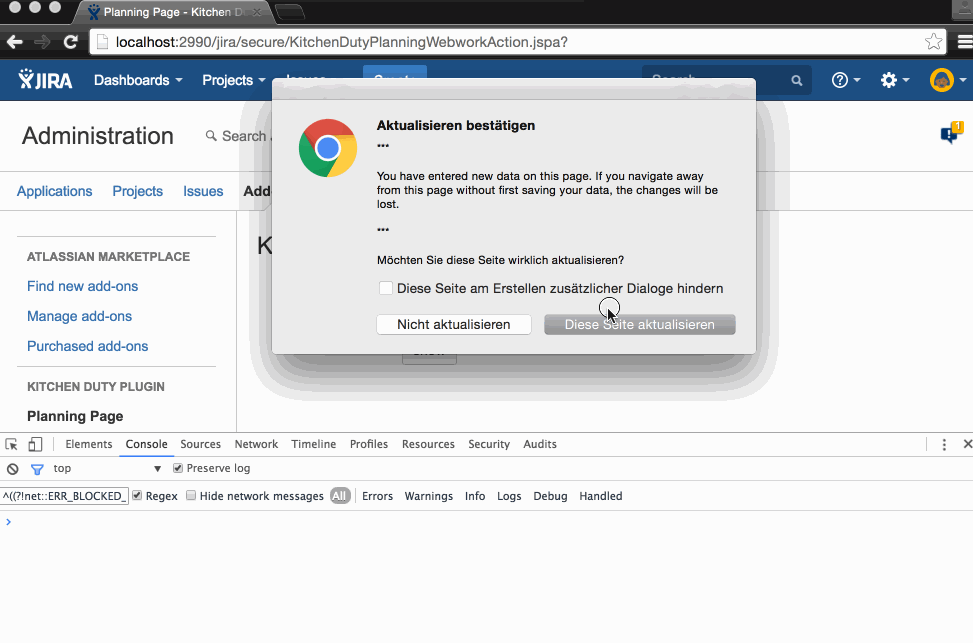 Planning Page - Kitchen Du
localhost:2990/jira/secure/KitchenDutyPlanningWebworkAction.jspa?
JIRA Dashboards Projects Issues Create Search
Administration Search
Applications Projects Issues Add
Aktualisieren bestätigen
...
You have entered new data on this page. If you navigate away
from this page without first saving your data, the changes will be
lost.
...
Möchten Sie diese Seite wirklich aktualisieren?
Diese Seite am Erstellen zusätzlicher Dialoge hindern
Nicht aktualisieren Diese Seite aktualisieren
K
Show
1
ATLASSIAN MARKETPLACE
Find new add-ons
Manage add-ons
Purchased add-ons
KITCHEN DUTY PLUGIN
Planning Page
Elements Console Sources Network Timeline Profiles Resources Security Audits
top Preserve log
^((?!net::ERR_BLOCKED_ Regex Hide network messages All Errors Warnings Info Logs Debug Handled